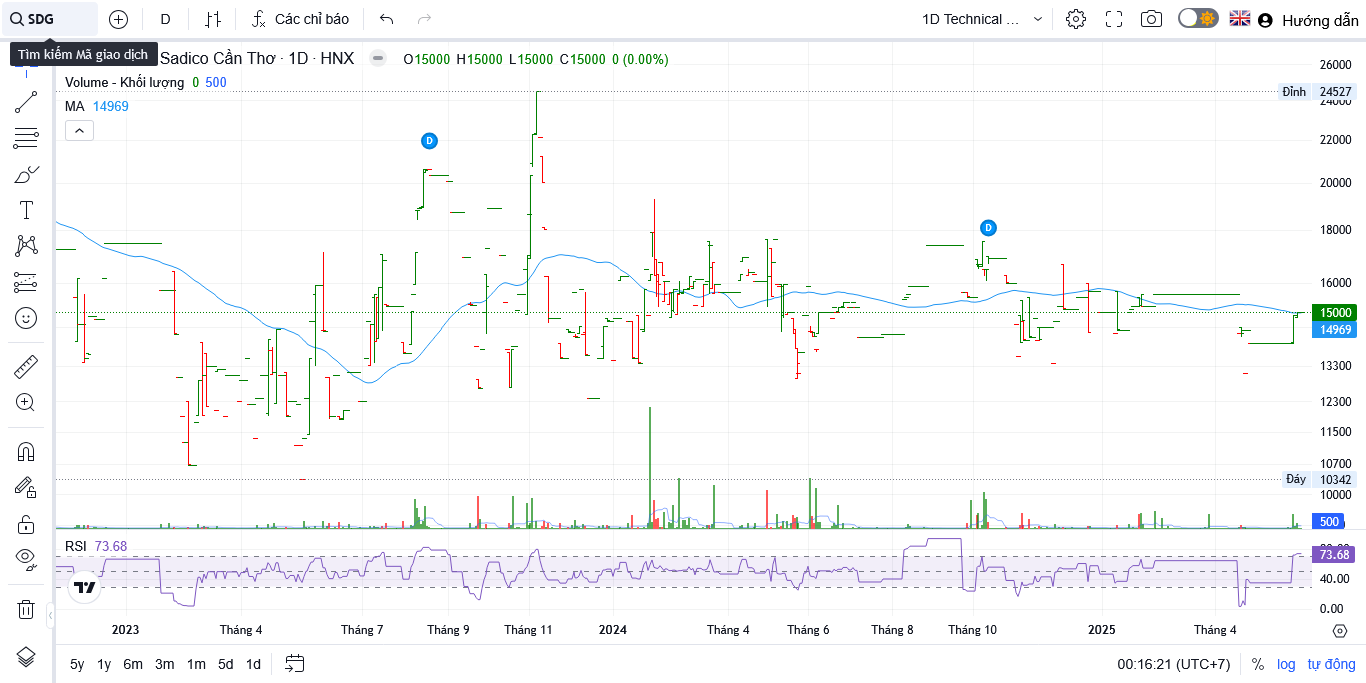 SDG
D
Các chỉ báo
1D Technical ...
Hướng dẫn
Tìm kiếm Mã giao dịch
Sadico Cần Thơ · 1D · HNX
O15000 H15000 L15000 C15000 0 (0.00%)
Volume - Khối lượng 0 500
MA 14969
26000
Đỉnh 24527
24000
22000
20000
18000
16000
15000
14969
13300
12300
11500
10700
Đáy 10342
10000
500
D
D
RSI 73.68
73.68
40.00
0.00
2023
Tháng 4
Tháng 7
Tháng 9
Tháng 11
2024
Tháng 4
Tháng 6
Tháng 8
Tháng 10
2025
Tháng 4
5y 1y 6m 3m 1m 5d 1d
00:16:21 (UTC+7)
% log tự động